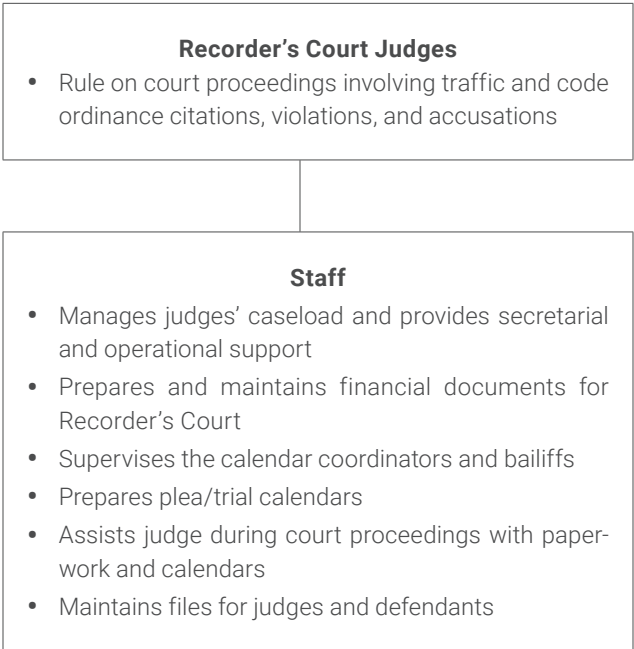 Recorder’s Court Judges
• Rule on court proceedings involving traffic and code
ordinance citations, violations, and accusations
Staff
• Manages judges’ caseload and provides secretarial
and operational support
• Prepares and maintains financial documents for
Recorder’s Court
• Supervises the calendar coordinators and bailiffs
• Prepares plea/trial calendars
• Assists judge during court proceedings with paper-
work and calendars
• Maintains files for judges and defendants